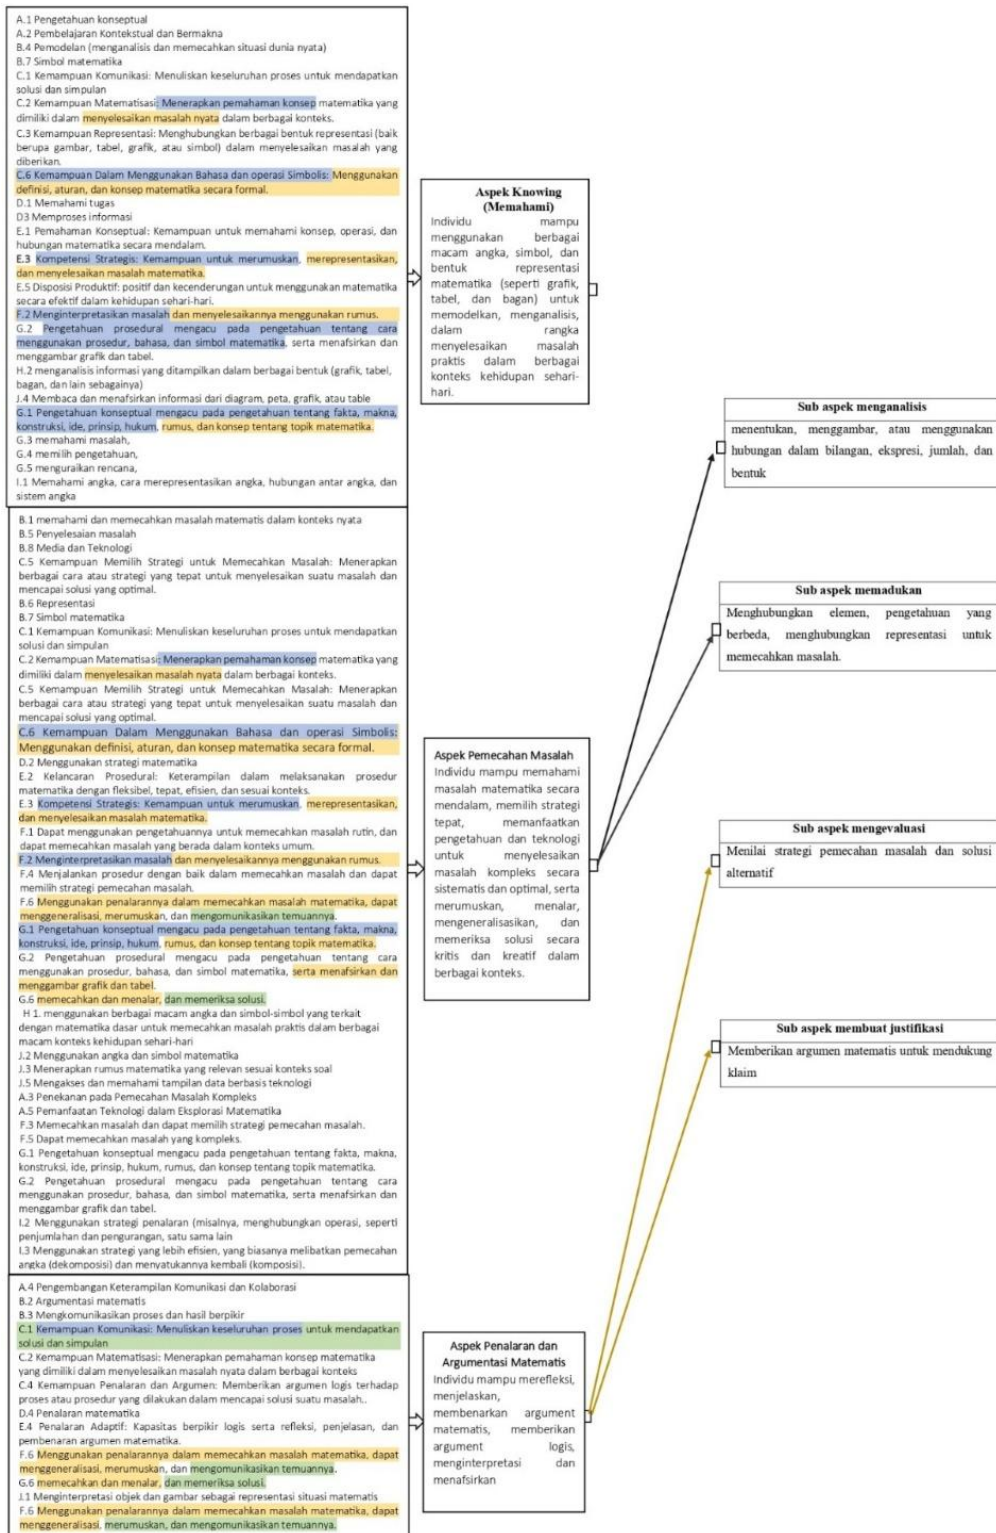 A.1 Pengetahuan konseptual
A.2 Pembelajaran Kontekstual dan Bermakna
B.4 Pemodelan (menganalisis dan memecahkan situasi dunia nyata)
B.7 Simbol matematika
C.1 Kemampuan Komunikasi: Menuliskan keseluruhan proses untuk mendapatkan
solusi dan simpulan
C.2 Kemampuan Matematisasi: Menerapkan pemahaman konsep matematika yang
dimiliki dalam menyelesaikan masalah nyata dalam berbagai konteks.
C.3 Kemampuan Representasi: Menghubungkan berbagai bentuk representasi (baik
berupa gambar, tabel, grafik, atau simbol) dalam menyelesaikan masalah yang
diberikan.
C.6 Kemampuan Dalam Menggunakan Bahasa dan operasi Simbolis: Menggunakan
definisi, aturan, dan konsep matematika secara formal.
D.1 Memahami tugas
D3 Memproses informasi
E.1 Pemahaman Konseptual: Kemampuan untuk memahami konsep, operasi, dan
hubungan matematika secara mendalam.
E.3 Kompetensi Strategis: Kemampuan untuk merumuskan, merepresentasikan,
dan menyelesaikan masalah matematika.
E.5 Disposisi Produktif: positif dan kecenderungan untuk menggunakan matematika
secara efektif dalam kehidupan sehari-hari.
F.2 Menginterpretasikan masalah dan menyelesaikannya menggunakan rumus.
G.2 Pengetahuan prosedural mengacu pada pengetahuan tentang cara
menggunakan prosedur, bahasa, dan simbol matematika, serta menafsirkan dan
menggambar grafik dan tabel.
H.2 menganalisis informasi yang ditampilkan dalam berbagai bentuk (grafik, tabel,
bagan, dan lain sebagainya)
J.4 Membaca dan menafsirkan informasi dari diagram, peta, grafik, atau table
G.1 Pengetahuan konseptual mengacu pada pengetahuan tentang fakta, makna,
konstruksi, ide, prinsip, hukum, rumus, dan konsep tentang topik matematika.
G.3 memahami masalah,
G.4 memilih pengetahuan,
G.5 menguraikan rencana,
I.1 Memahami angka, cara merepresentasikan angka, hubungan antar angka, dan
sistem angka
Aspek Knowing
(Memahami)
Individu mampu
menggunakan berbagai
macam angka, simbol, dan
bentuk representasi
matematika (seperti grafik,
tabel, dan bagan) untuk
memodelkan, menganalisis,
dalam rangka
menyelesaikan masalah
praktis dalam berbagai
konteks kehidupan sehari-
hari.
B.1 memahami dan memecahkan masalah matematis dalam konteks nyata
B.5 Penyelesaian masalah
B.8 Media dan Teknologi
C.5 Kemampuan Memilih Strategi untuk Memecahkan Masalah: Menerapkan
berbagai cara atau strategi yang tepat untuk menyelesaikan suatu masalah dan
mencapai solusi yang optimal.
B.6 Representasi
B.7 Simbol matematika
C.1 Kemampuan Komunikasi: Menuliskan keseluruhan proses untuk mendapatkan
solusi dan simpulan
C.2 Kemampuan Matematisasi: Menerapkan pemahaman konsep matematika yang
dimiliki dalam menyelesaikan masalah nyata dalam berbagai konteks.
C.5 Kemampuan Memilih Strategi untuk Memecahkan Masalah: Menerapkan
berbagai cara atau strategi yang tepat untuk menyelesaikan suatu masalah dan
mencapai solusi yang optimal.
C.6 Kemampuan Dalam Menggunakan Bahasa dan operasi Simbolis:
Menggunakan definisi, aturan, dan konsep matematika secara formal.
D.2 Menggunakan strategi matematika
E.2 Kelancaran Prosedural: Keterampilan dalam melaksanakan prosedur
matematika dengan fleksibel, tepat, efisien, dan sesuai konteks.
E.3 Kompetensi Strategis: Kemampuan untuk merumuskan, merepresentasikan,
dan menyelesaikan masalah matematika.
F.1 Dapat menggunakan pengetahuannya untuk memecahkan masalah rutin, dan
dapat memecahkan masalah yang berada dalam konteks umum.
F.2 Menginterpretasikan masalah dan menyelesaikannya menggunakan rumus.
F.4 Menjalankan prosedur dengan baik dalam memecahkan masalah dan dapat
memilih strategi pemecahan masalah.
F.6 Menggunakan penalarannya dalam memecahkan masalah matematika, dapat
menggeneralisasi, merumuskan, dan mengomunikasikan temuannya.
G.1 Pengetahuan konseptual mengacu pada pengetahuan tentang fakta, makna,
konstruksi, ide, prinsip, hukum, rumus, dan konsep tentang topik matematika.
G.2 Pengetahuan prosedural mengacu pada pengetahuan tentang cara
menggunakan prosedur, bahasa, dan simbol matematika, serta menafsirkan dan
menggambar grafik dan tabel.
G.6 memecahkan dan menalar, dan memeriksa solusi.
H 1. menggunakan berbagai macam angka dan simbol-simbol yang terkait
dengan matematika dasar untuk memecahkan masalah praktis dalam berbagai
macam konteks kehidupan sehari-hari
J.2 Menggunakan angka dan simbol matematika
J.3 Menerapkan rumus matematika yang relevan sesuai konteks soal
J.5 Mengakses dan memahami tampilan data berbasis teknologi
A.3 Penekanan pada Pemecahan Masalah Kompleks
A.5 Pemanfaatan Teknologi dalam Eksplorasi Matematika
F.3 Memecahkan masalah dan dapat memilih strategi pemecahan masalah.
F.5 Dapat memecahkan masalah yang kompleks.
G.1 Pengetahuan konseptual mengacu pada pengetahuan tentang fakta, makna,
konstruksi, ide, prinsip, hukum, rumus, dan konsep tentang topik matematika.
G.2 Pengetahuan prosedural mengacu pada pengetahuan tentang cara
menggunakan prosedur, bahasa, dan simbol matematika, serta menafsirkan dan
menggambar grafik dan tabel.
I.2 Menggunakan strategi penalaran (misalnya, menghubungkan operasi, seperti
penjumlahan dan pengurangan, satu sama lain
I.3 Menggunakan strategi yang lebih efisien, yang biasanya melibatkan pemecahan
angka (dekomposisi) dan menyatukannya kembali (komposisi).
Aspek Pemecahan Masalah
Individu mampu memahami
masalah matematika secara
mendalam, memilih strategi
tepat, memanfaatkan
pengetahuan dan teknologi
untuk menyelesaikan
masalah kompleks secara
sistematis dan optimal, serta
merumuskan, menalar,
mengeneralisasikan, dan
memeriksa solusi secara
kritis dan kreatif dalam
berbagai konteks.
A.4 Pengembangan Keterampilan Komunikasi dan Kolaborasi
B.2 Argumentasi matematis
B.3 Mengkomunikasikan proses dan hasil berpikir
C.1 Kemampuan Komunikasi: Menuliskan keseluruhan proses untuk mendapatkan
solusi dan simpulan
C.2 Kemampuan Matematisasi: Menerapkan pemahaman konsep matematika
yang dimiliki dalam menyelesaikan masalah nyata dalam berbagai konteks
C.4 Kemampuan Penalaran dan Argumen: Memberikan argumen logis terhadap
proses atau prosedur yang dilakukan dalam mencapai solusi suatu masalah..
D.4 Penalaran matematika
E.4 Penalaran Adaptif: Kapasitas berpikir logis serta refleksi, penjelasan, dan
pembenaran argumen matematika.
F.6 Menggunakan penalarannya dalam memecahkan masalah matematika, dapat
menggeneralisasi, merumuskan, dan mengomunikasikan temuannya.
G.6 memecahkan dan menalar, dan memeriksa solusi.
J.1 Menginterpretasi objek dan gambar sebagai representasi situasi matematis
F.6 Menggunakan penalarannya dalam memecahkan masalah matematika, dapat
menggeneralisasi, merumuskan, dan mengomunikasikan temuannya.
Aspek Penalaran dan
Argumentasi Matematis
Individu mampu merefleksi,
menjelaskan,
membenarkan argument
matematis, memberikan
argument logis,
menginterpretasi dan
menafsirkan
Sub aspek menganalisis
menentukan, menggambar, atau menggunakan
hubungan dalam bilangan, ekspresi, jumlah, dan
bentuk
Sub aspek memadukan
Menghubungkan elemen, pengetahuan yang
berbeda, menghubungkan representasi untuk
memecahkan masalah.
Sub aspek mengevaluasi
Menilai strategi pemecahan masalah dan solusi
alternatif
Sub aspek membuat justifikasi
Memberikan argumen matematis untuk mendukung
klaim